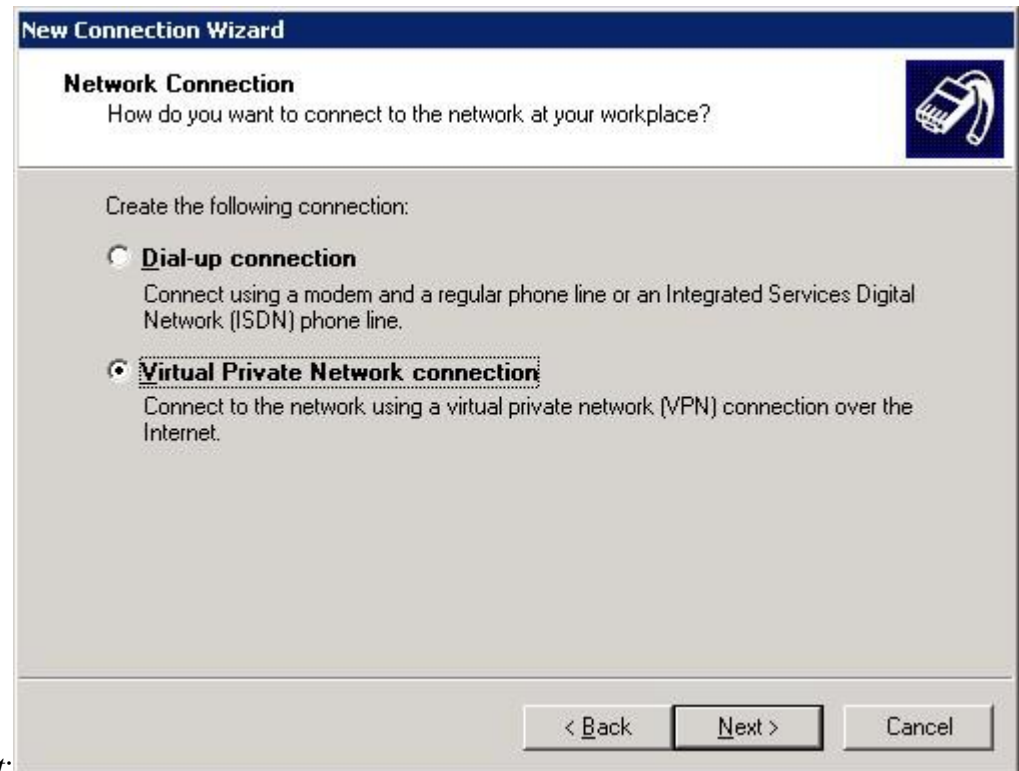 New Connection Wizard
Network Connection
How do you want to connect to the network at your workplace?
Create the following connection:
Dial-up connection
Connect using a modem and a regular phone line or an Integrated Services Digital
Network (ISDN) phone line.
Virtual Private Network connection
Connect to the network using a virtual private network (VPN) connection over the
Internet.
< Back
Next >
Cancel